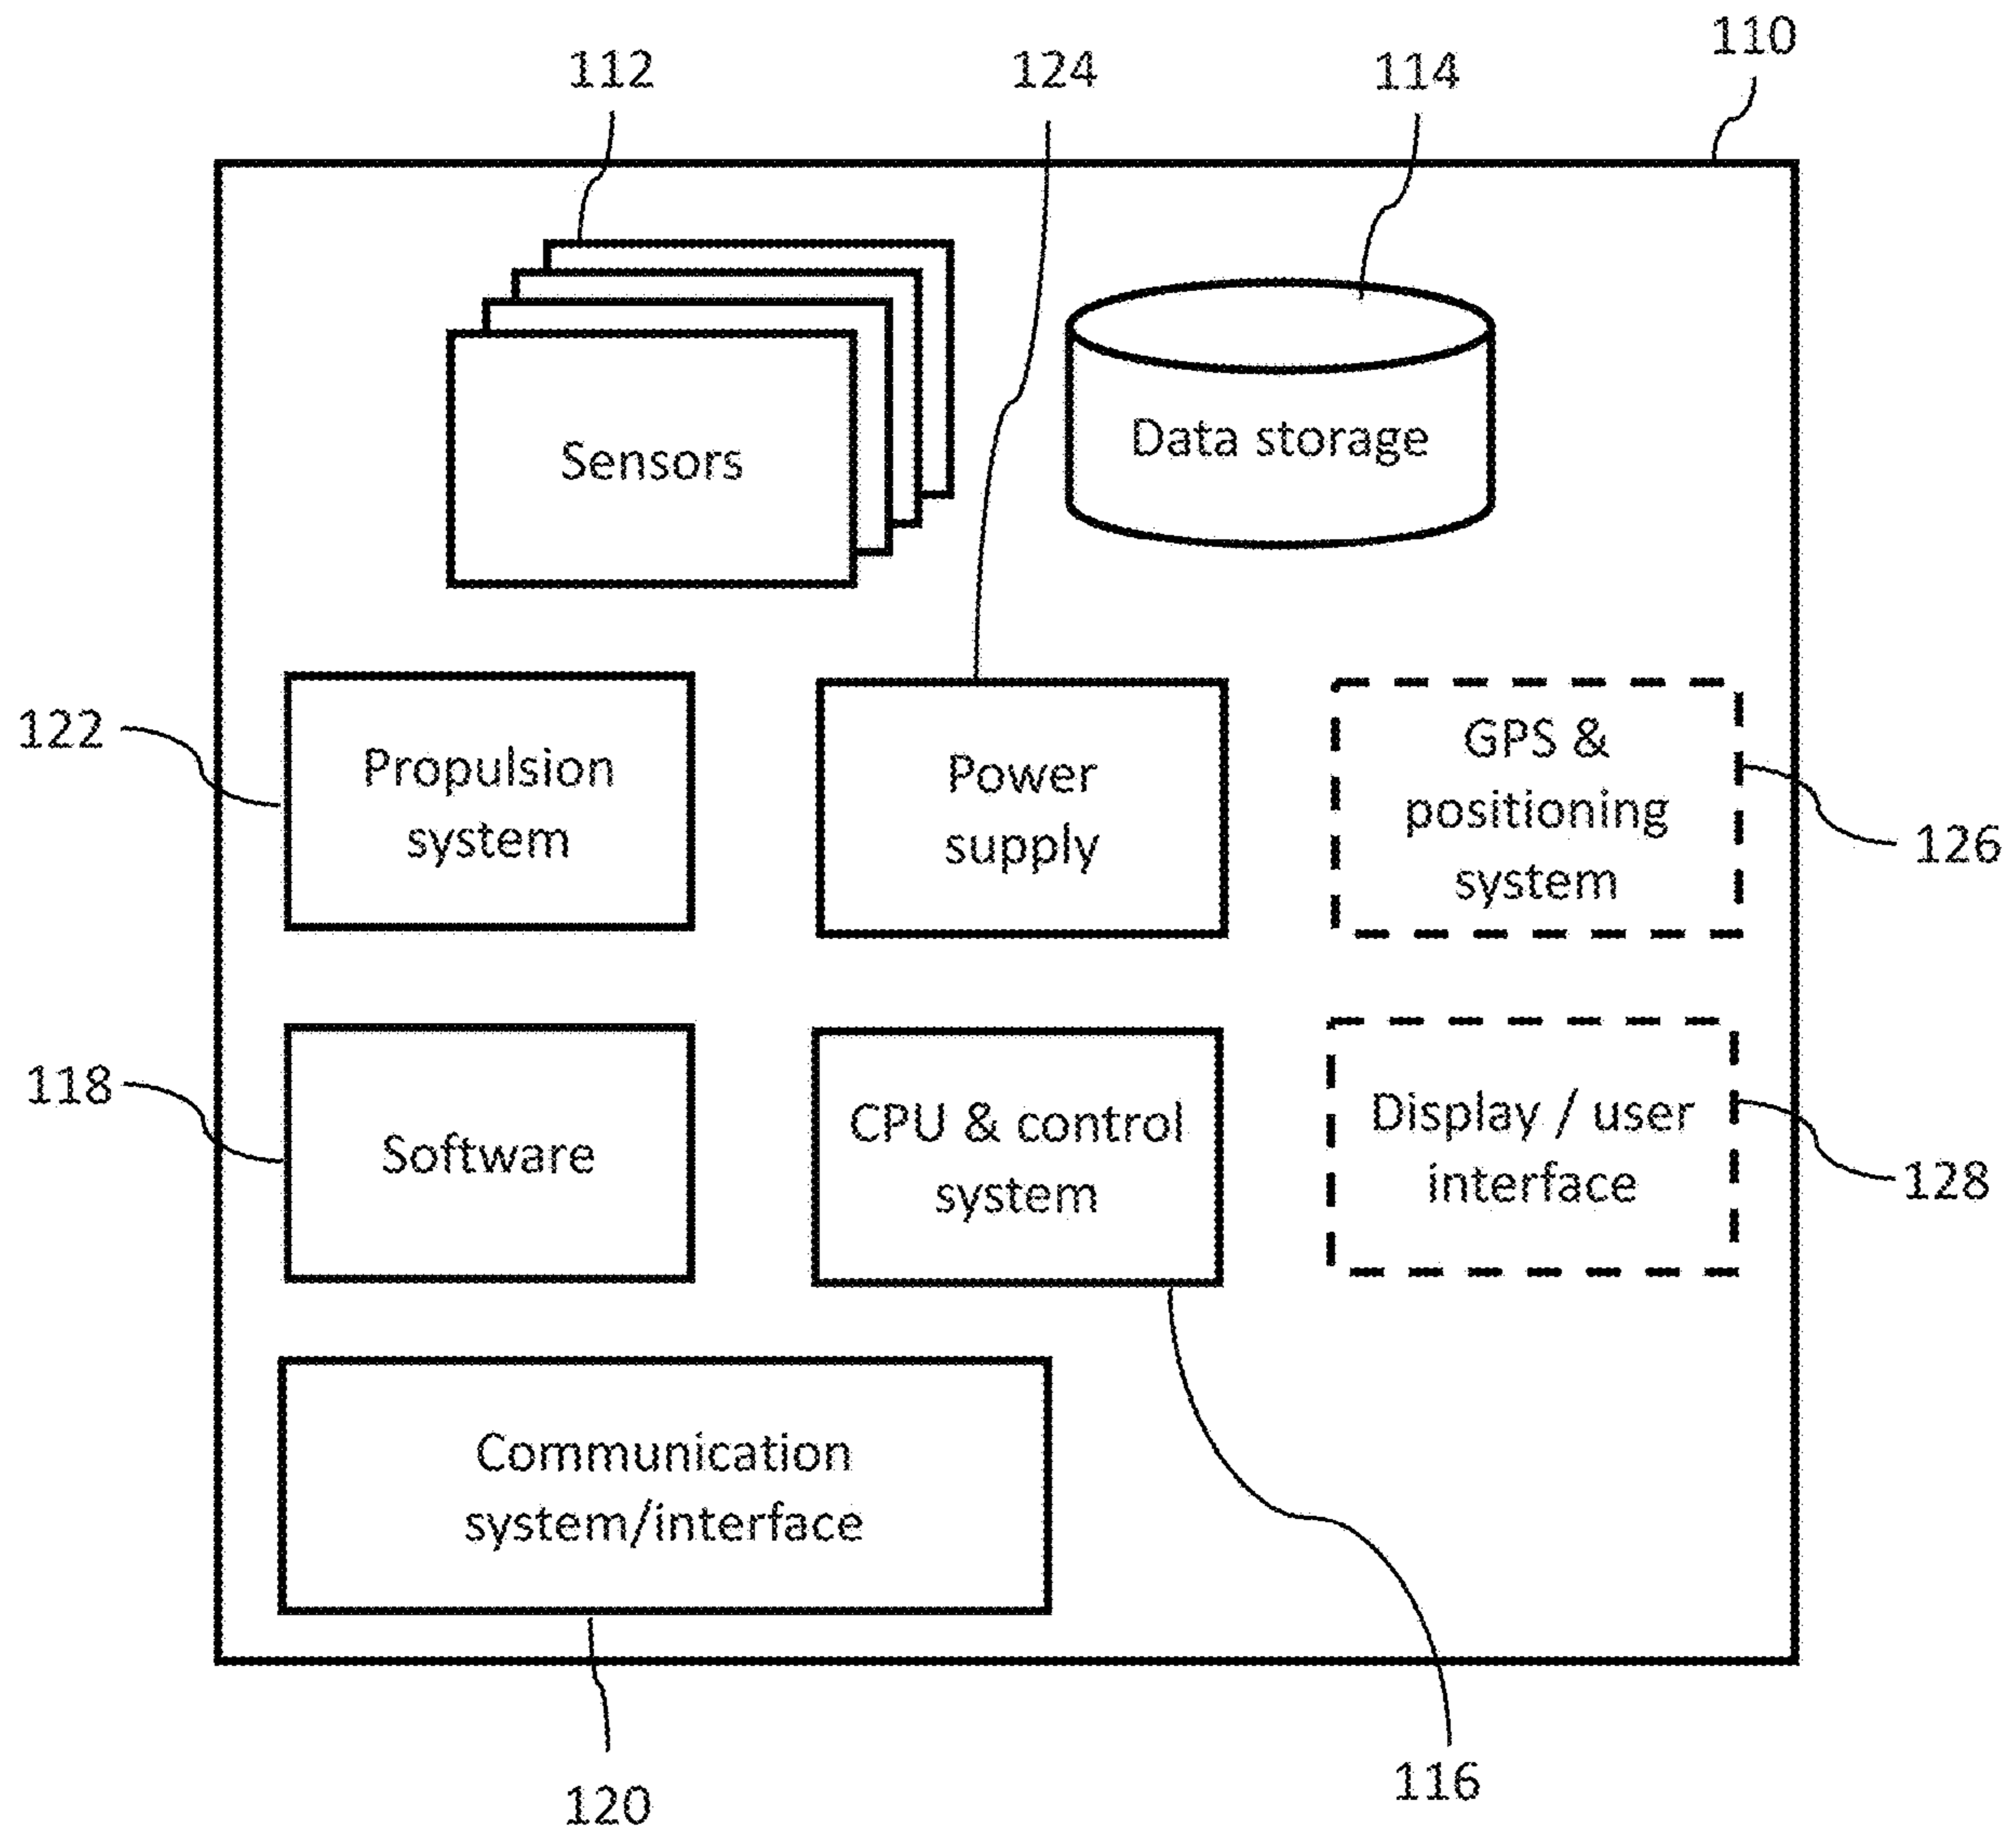 110
112
124
114
Sensors
Data storage
122
Propulsion
system
Power
supply
GPS &
positioning
system
126
118
Software
CPU & control
system
Display / user
interface
128
Communication
system/interface
120
116